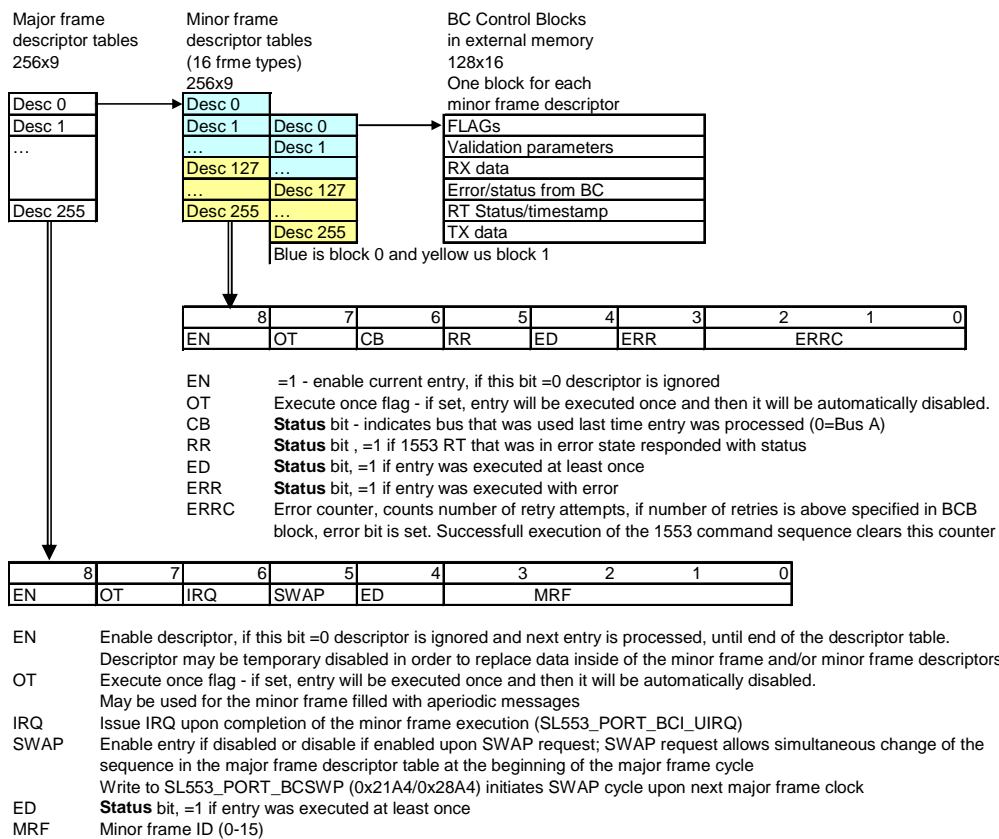 Major frame
descriptor tables
256x9
Minor frame
descriptor tables
(16 frme types)
256x9
BC Control Blocks
in external memory
128x16
One block for each
minor frame descriptor
Desc 0
Desc 1
...
Desc 255
Desc 0
Desc 1
...
Desc 127
...
Desc 255
Desc 0
Desc 1
...
Desc 127
...
Desc 255
FLAGs
Validation parameters
RX data
Error/status from BC
RT Status/timestamp
TX data
Blue is block 0 and yellow us block 1
8 7 6 5 4 3 2 1 0
EN OT CB RR ED ERR ERRC
EN =1 - enable current entry, if this bit =0 descriptor is ignored
OT Execute once flag - if set, entry will be executed once and then it will be automatically disabled.
CB Status bit - indicates bus that was used last time entry was processed (0=Bus A)
RR Status bit , =1 if 1553 RT that was in error state responded with status
ED Status bit, =1 if entry was executed at least once
ERR Status bit, =1 if entry was executed with error
ERRC Error counter, counts number of retry attempts, if number of retries is above specified in BCB
block, error bit is set. Successfull execution of the 1553 command sequence clears this counter
8 7 6 5 4 3 2 1 0
EN OT IRQ SWAP ED MRF
EN Enable descriptor, if this bit =0 descriptor is ignored and next entry is processed, until end of the descriptor table.
Descriptor may be temporary disabled in order to replace data inside of the minor frame and/or minor frame descriptors
OT Execute once flag - if set, entry will be executed once and then it will be automatically disabled.
May be used for the minor frame filled with aperiodic messages
IRQ Issue IRQ upon completion of the minor frame execution (SL553_PORT_BCI_UIRQ)
SWAP Enable entry if disabled or disable if enabled upon SWAP request; SWAP request allows simultaneous change of the
sequence in the major frame descriptor table at the beginning of the major frame cycle
Write to SL553_PORT_BCSWP (0x21A4/0x28A4) initiates SWAP cycle upon next major frame clock
ED Status bit, =1 if entry was executed at least once
MRF Minor frame ID (0-15)